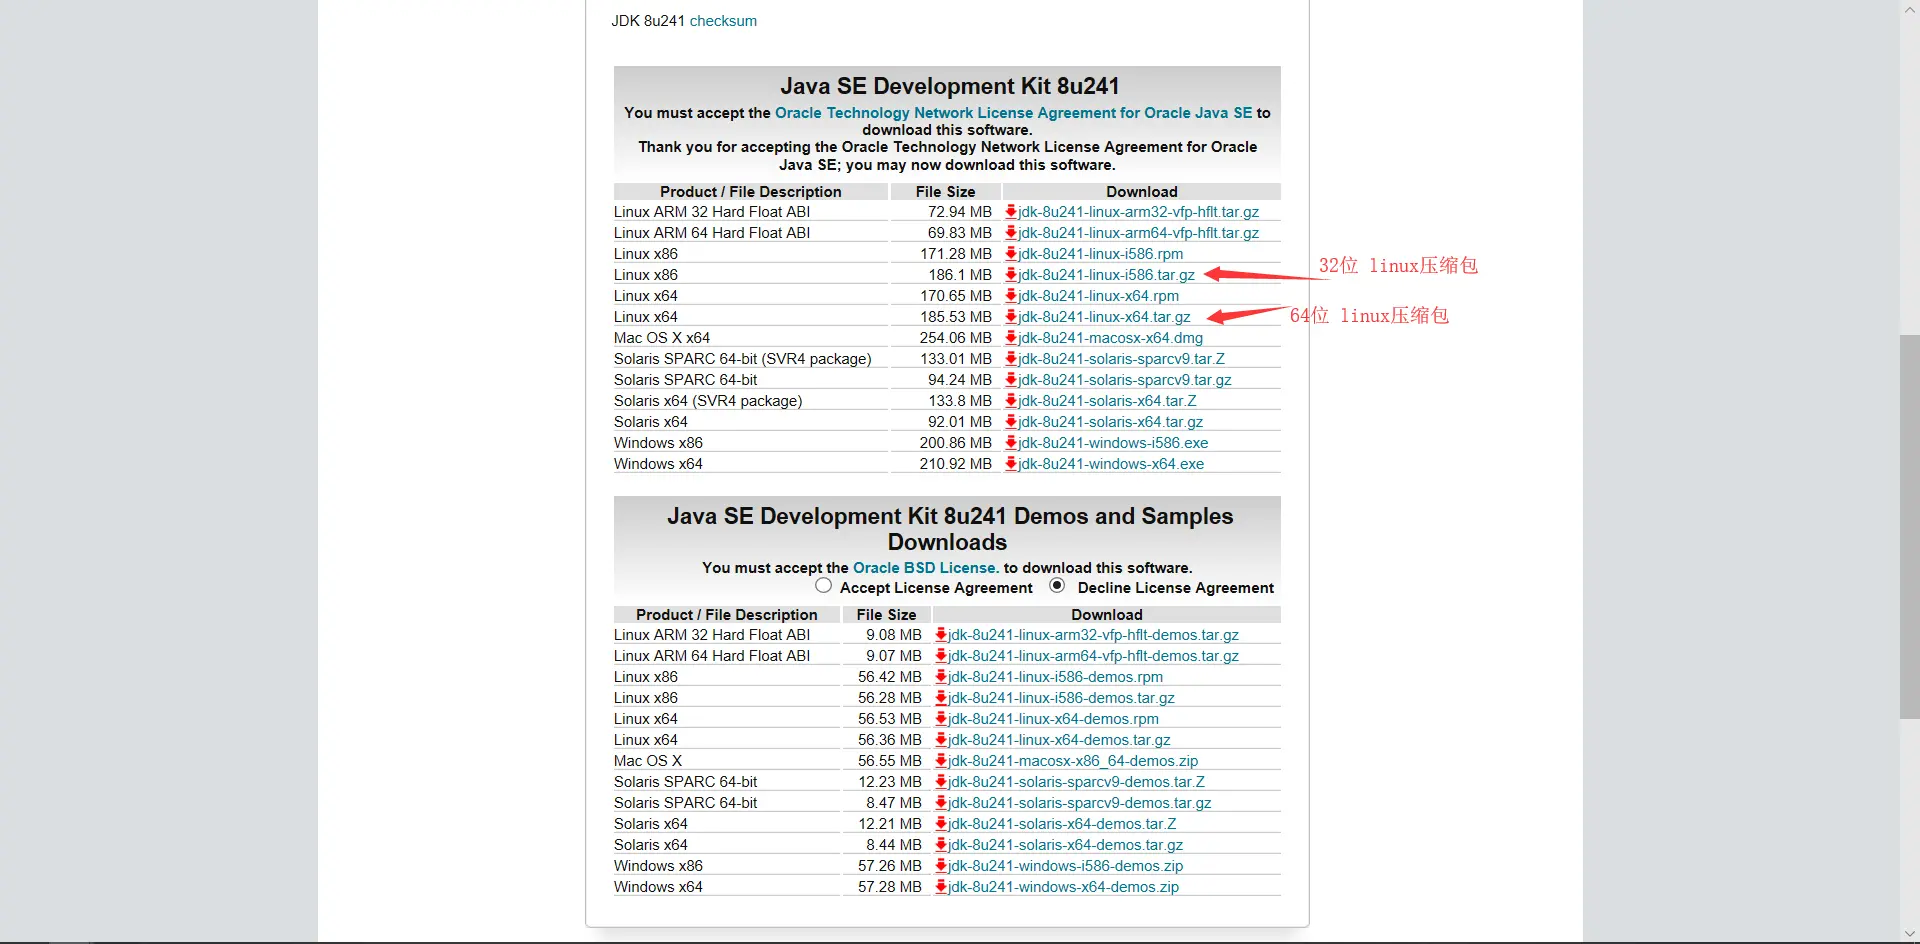 JDK 8u241 checksum
Java SE Development Kit 8u241
You must accept the Oracle Technology Network License Agreement for Oracle Java SE to
download this software.
Thank you for accepting the Oracle Technology Network License Agreement for Oracle
Java SE; you may now download this software.
Product / File Description File Size Download
Linux ARM 32 Hard Float ABI 72.94 MB jdk-8u241-linux-arm32-vfp-hflt.tar.gz
Linux ARM 64 Hard Float ABI 69.83 MB jdk-8u241-linux-arm64-vfp-hflt.tar.gz
Linux x86 171.28 MB jdk-8u241-linux-i586.rpm
Linux x86 186.1 MB jdk-8u241-linux-i586.tar.gz 32位 linux压缩包
Linux x64 170.65 MB jdk-8u241-linux-x64.rpm
Linux x64 185.53 MB jdk-8u241-linux-x64.tar.gz 64位 linux压缩包
Mac OS X x64 254.06 MB jdk-8u241-macosx-x64.dmg
Solaris SPARC 64-bit (SVR4 package) 133.01 MB jdk-8u241-solaris-sparcv9.tar.Z
Solaris SPARC 64-bit 94.24 MB jdk-8u241-solaris-sparcv9.tar.gz
Solaris x64 (SVR4 package) 133.8 MB jdk-8u241-solaris-x64.tar.Z
Solaris x64 92.01 MB jdk-8u241-solaris-x64.tar.gz
Windows x86 200.86 MB jdk-8u241-windows-i586.exe
Windows x64 210.92 MB jdk-8u241-windows-x64.exe
Java SE Development Kit 8u241 Demos and Samples
Downloads
You must accept the Oracle BSD License. to download this software.
Accept License Agreement Decline License Agreement
Product / File Description File Size Download
Linux ARM 32 Hard Float ABI 9.08 MB jdk-8u241-linux-arm32-vfp-hflt-demos.tar.gz
Linux ARM 64 Hard Float ABI 9.07 MB jdk-8u241-linux-arm64-vfp-hflt-demos.tar.gz
Linux x86 56.42 MB jdk-8u241-linux-i586-demos.rpm
Linux x86 56.28 MB jdk-8u241-linux-i586-demos.tar.gz
Linux x64 56.53 MB jdk-8u241-linux-x64-demos.rpm
Linux x64 56.36 MB jdk-8u241-linux-x64-demos.tar.gz
Mac OS X 56.55 MB jdk-8u241-macosx-x86_64-demos.zip
Solaris SPARC 64-bit 12.23 MB jdk-8u241-solaris-sparcv9-demos.tar.Z
Solaris SPARC 64-bit 8.47 MB jdk-8u241-solaris-sparcv9-demos.tar.gz
Solaris x64 12.21 MB jdk-8u241-solaris-x64-demos.tar.Z
Solaris x64 8.44 MB jdk-8u241-solaris-x64-demos.tar.gz
Windows x86 57.26 MB jdk-8u241-windows-i586-demos.zip
Windows x64 57.28 MB jdk-8u241-windows-x64-demos.zip